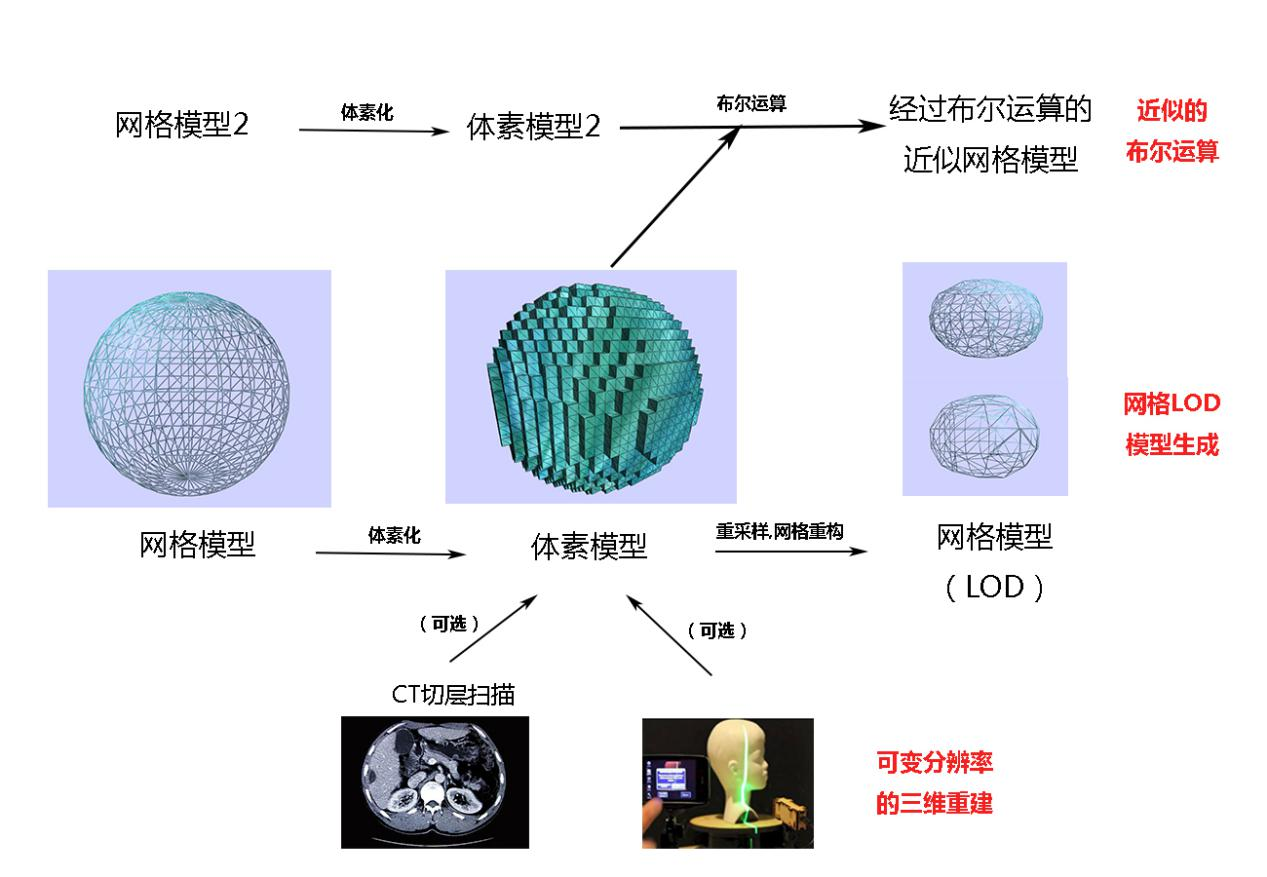 网格模型2
体素化
体素模型2
布尔运算
经过布尔运算的
近似网格模型
近似的
布尔运算
网格LOD
模型生成
网格模型
体素化
体素模型
重采样,网格重构
网格模型
（LOD）
（可选）
（可选）
CT切层扫描
可变分辨率
的三维重建